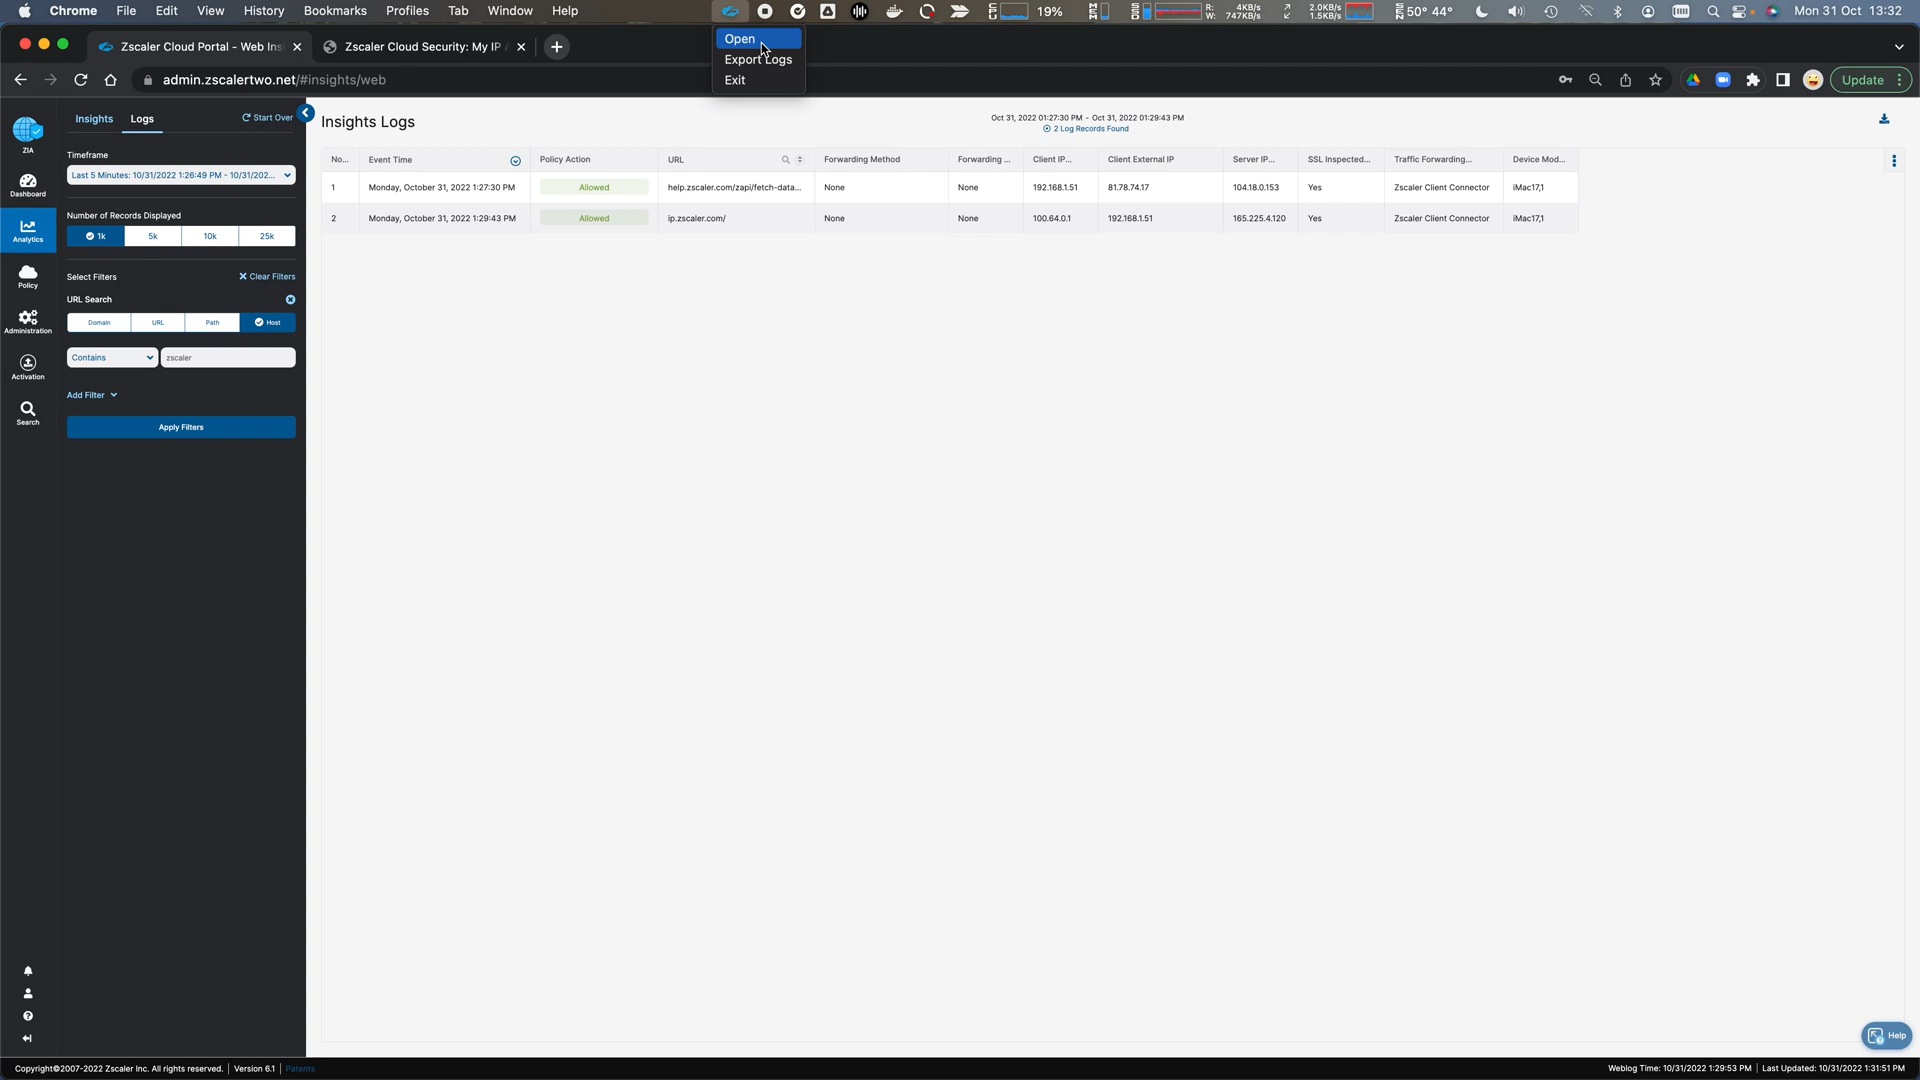 Chrome File Edit View History Bookmarks Profiles Tab Window Help 19% R: 4KB/s W: 747KB/s 2.0KB/s 1.5KB/s 50° 44° Mon 31 Oct 13:32
Zscaler Cloud Portal - Web Ins Zscaler Cloud Security: My IP
Open
Export Logs
Exit
admin.zscalertwo.net/#insights/web Update
ZIA
Dashboard
Analytics
Policy
Administration
Activation
Search
Insights Logs Start Over
Timeframe
Last 5 Minutes: 10/31/2022 1:26:49 PM - 10/31/202...
Number of Records Displayed
1k 5k 10k 25k
Select Filters Clear Filters
URL Search
Domain URL Path Host
Contains zscaler
Add Filter
Apply Filters
Insights Logs
Oct 31, 2022 01:27:30 PM - Oct 31, 2022 01:29:43 PM
2 Log Records Found
No... Event Time Policy Action URL Forwarding Method Forwarding ... Client IP... Client External IP Server IP... SSL Inspected... Traffic Forwarding... Device Mod...
1 Monday, October 31, 2022 1:27:30 PM Allowed help.zscaler.com/zapi/fetch-data... None None 192.168.1.51 81.78.74.17 104.18.0.153 Yes Zscaler Client Connector iMac17,1
2 Monday, October 31, 2022 1:29:43 PM Allowed ip.zscaler.com/ None None 100.64.0.1 192.168.1.51 165.225.4.120 Yes Zscaler Client Connector iMac17,1
Help
Copyright©2007-2022 Zscaler Inc. All rights reserved. | Version 6.1 | Patents
Weblog Time: 10/31/2022 1:29:53 PM | Last Updated: 10/31/2022 1:31:51 PM